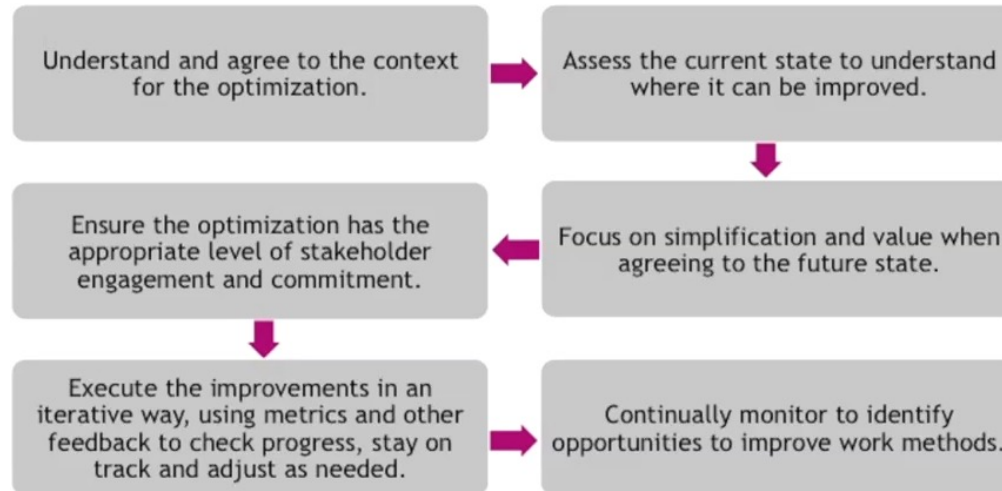 Understand and agree to the context
for the optimization.
Assess the current state to understand
where it can be improved.
Focus on simplification and value when
agreeing to the future state.
Ensure the optimization has the
appropriate level of stakeholder
engagement and commitment.
Execute the improvements in an
iterative way, using metrics and other
feedback to check progress, stay on
track and adjust as needed.
Continually monitor to identify
opportunities to improve work methods.